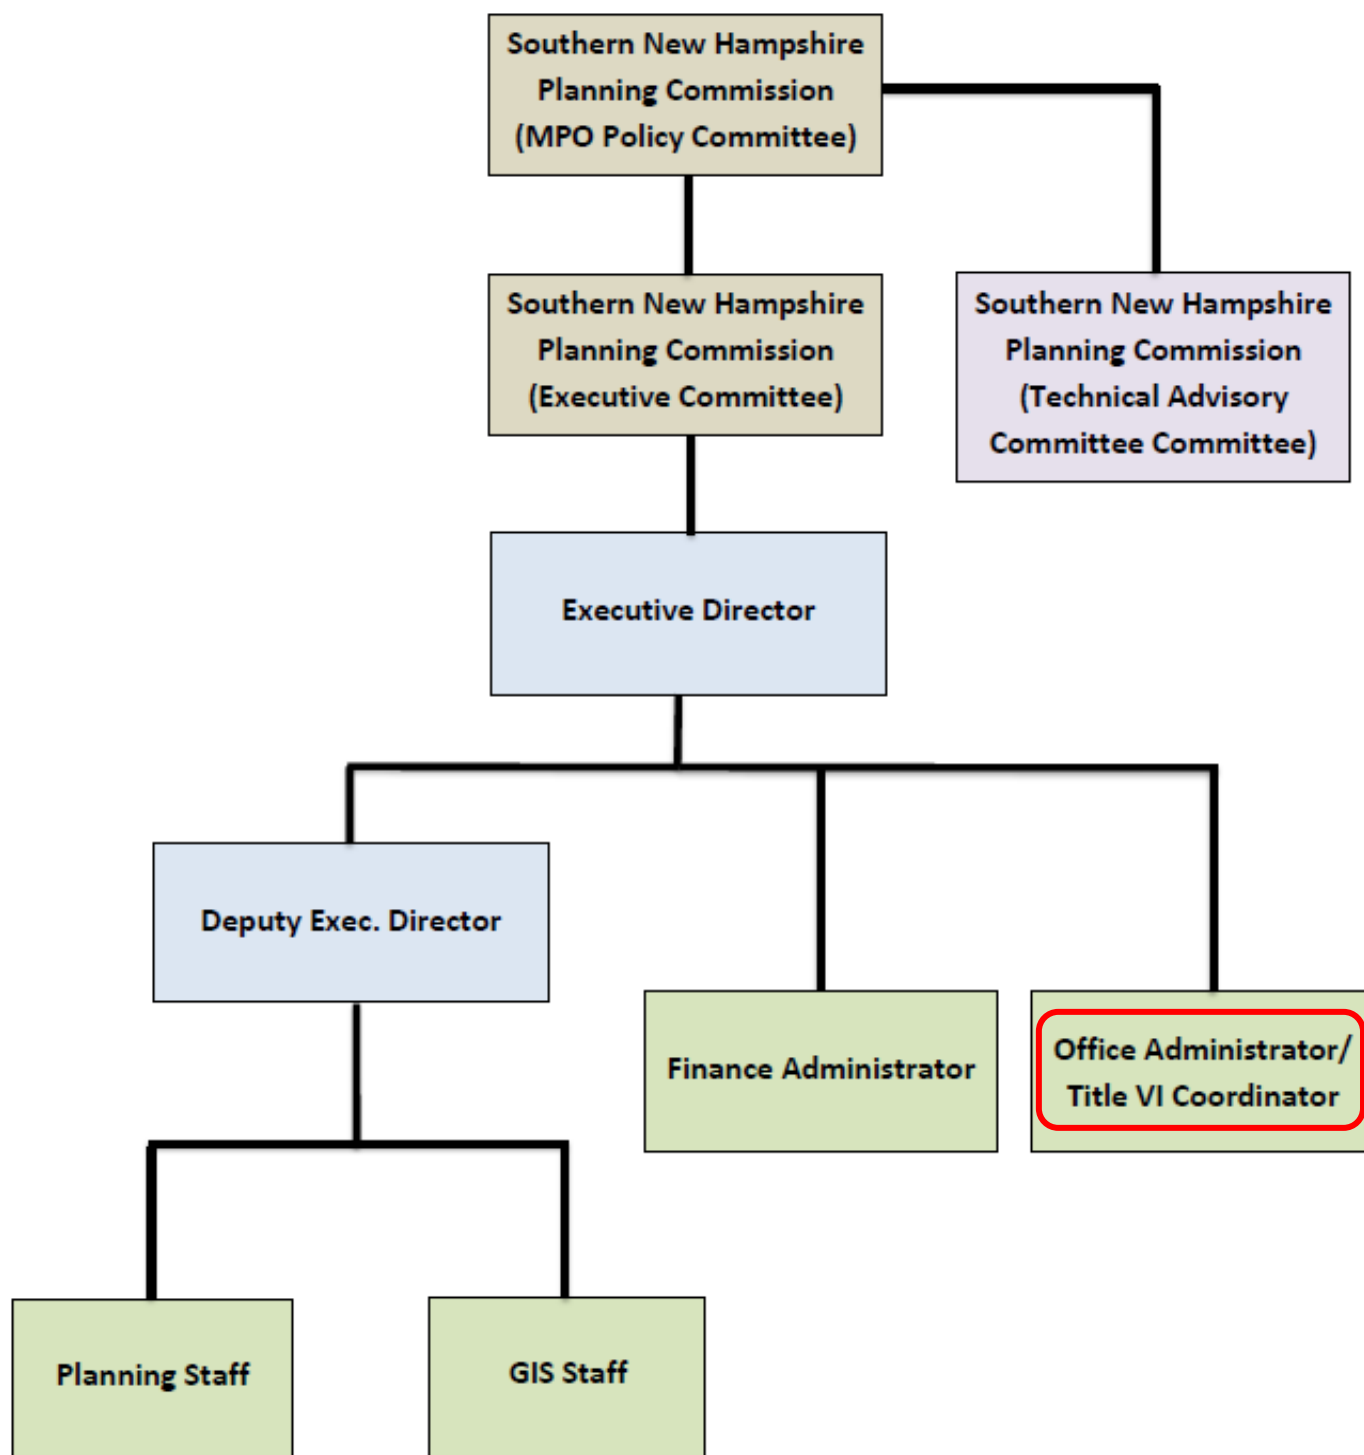 Southern New Hampshire
Planning Commission
(MPO Policy Committee)
Southern New Hampshire
Planning Commission
(Executive Committee)
Southern New Hampshire
Planning Commission
(Technical Advisory
Committee Committee)
Executive Director
Deputy Exec. Director
Finance Administrator
Office Administrator/
Title VI Coordinator
Planning Staff
GIS Staff